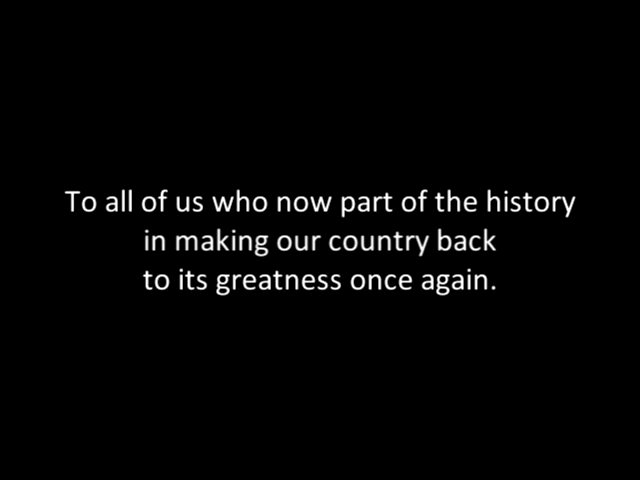 To all of us who now part of the history
in making our country back
to its greatness once again.